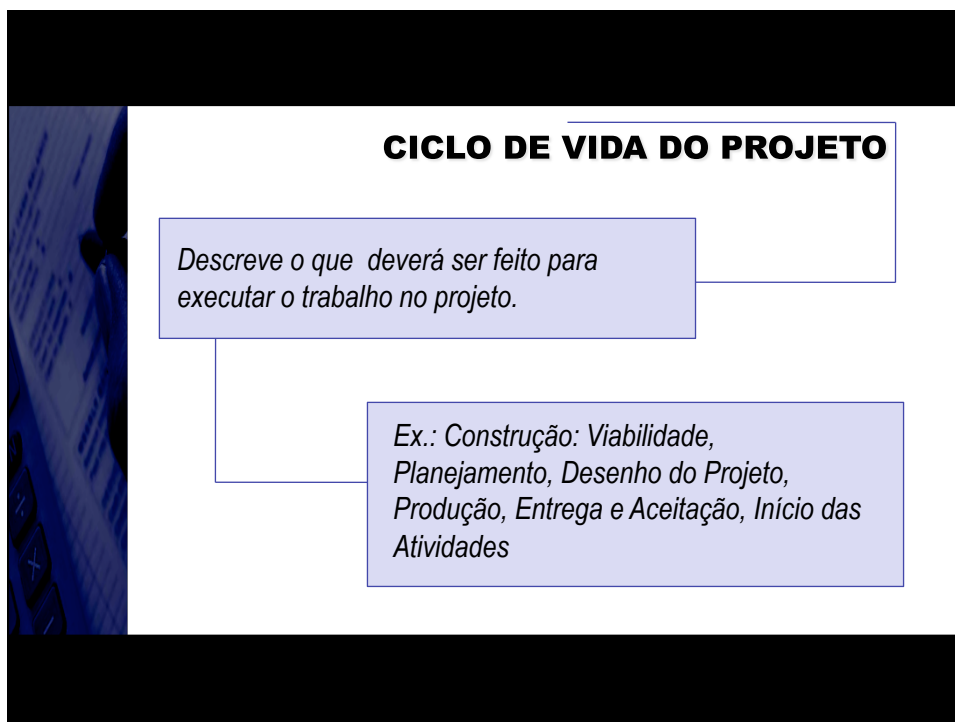 CICLO DE VIDA DO PROJETO
Descreve o que deverá ser feito para
executar o trabalho no projeto.
Ex.: Construção: Viabilidade,
Planejamento, Desenho do Projeto,
Produção, Entrega e Aceitação, Início das
Atividades